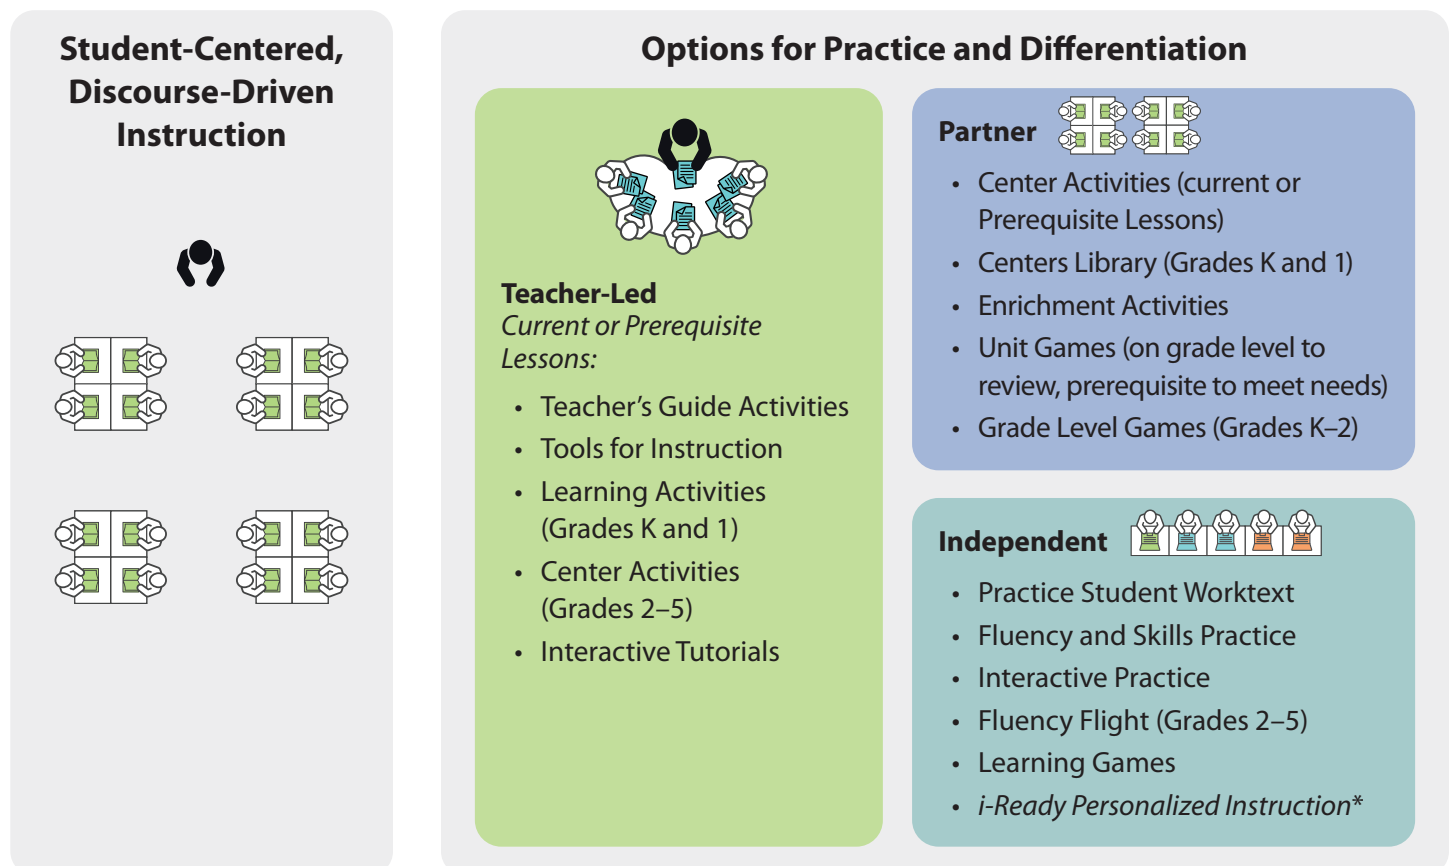 Student-Centered,
Discourse-Driven
Instruction
Options for Practice and Differentiation
Teacher-Led
Current or Prerequisite
Lessons:
• Teacher’s Guide Activities
• Tools for Instruction
• Learning Activities
(Grades K and 1)
• Center Activities
(Grades 2–5)
• Interactive Tutorials
Partner
• Center Activities (current or
Prerequisite Lessons)
• Centers Library (Grades K and 1)
• Enrichment Activities
• Unit Games (on grade level to
review, prerequisite to meet needs)
• Grade Level Games (Grades K–2)
Independent
• Practice Student Worktext
• Fluency and Skills Practice
• Interactive Practice
• Fluency Flight (Grades 2–5)
• Learning Games
• i-Ready Personalized Instruction*